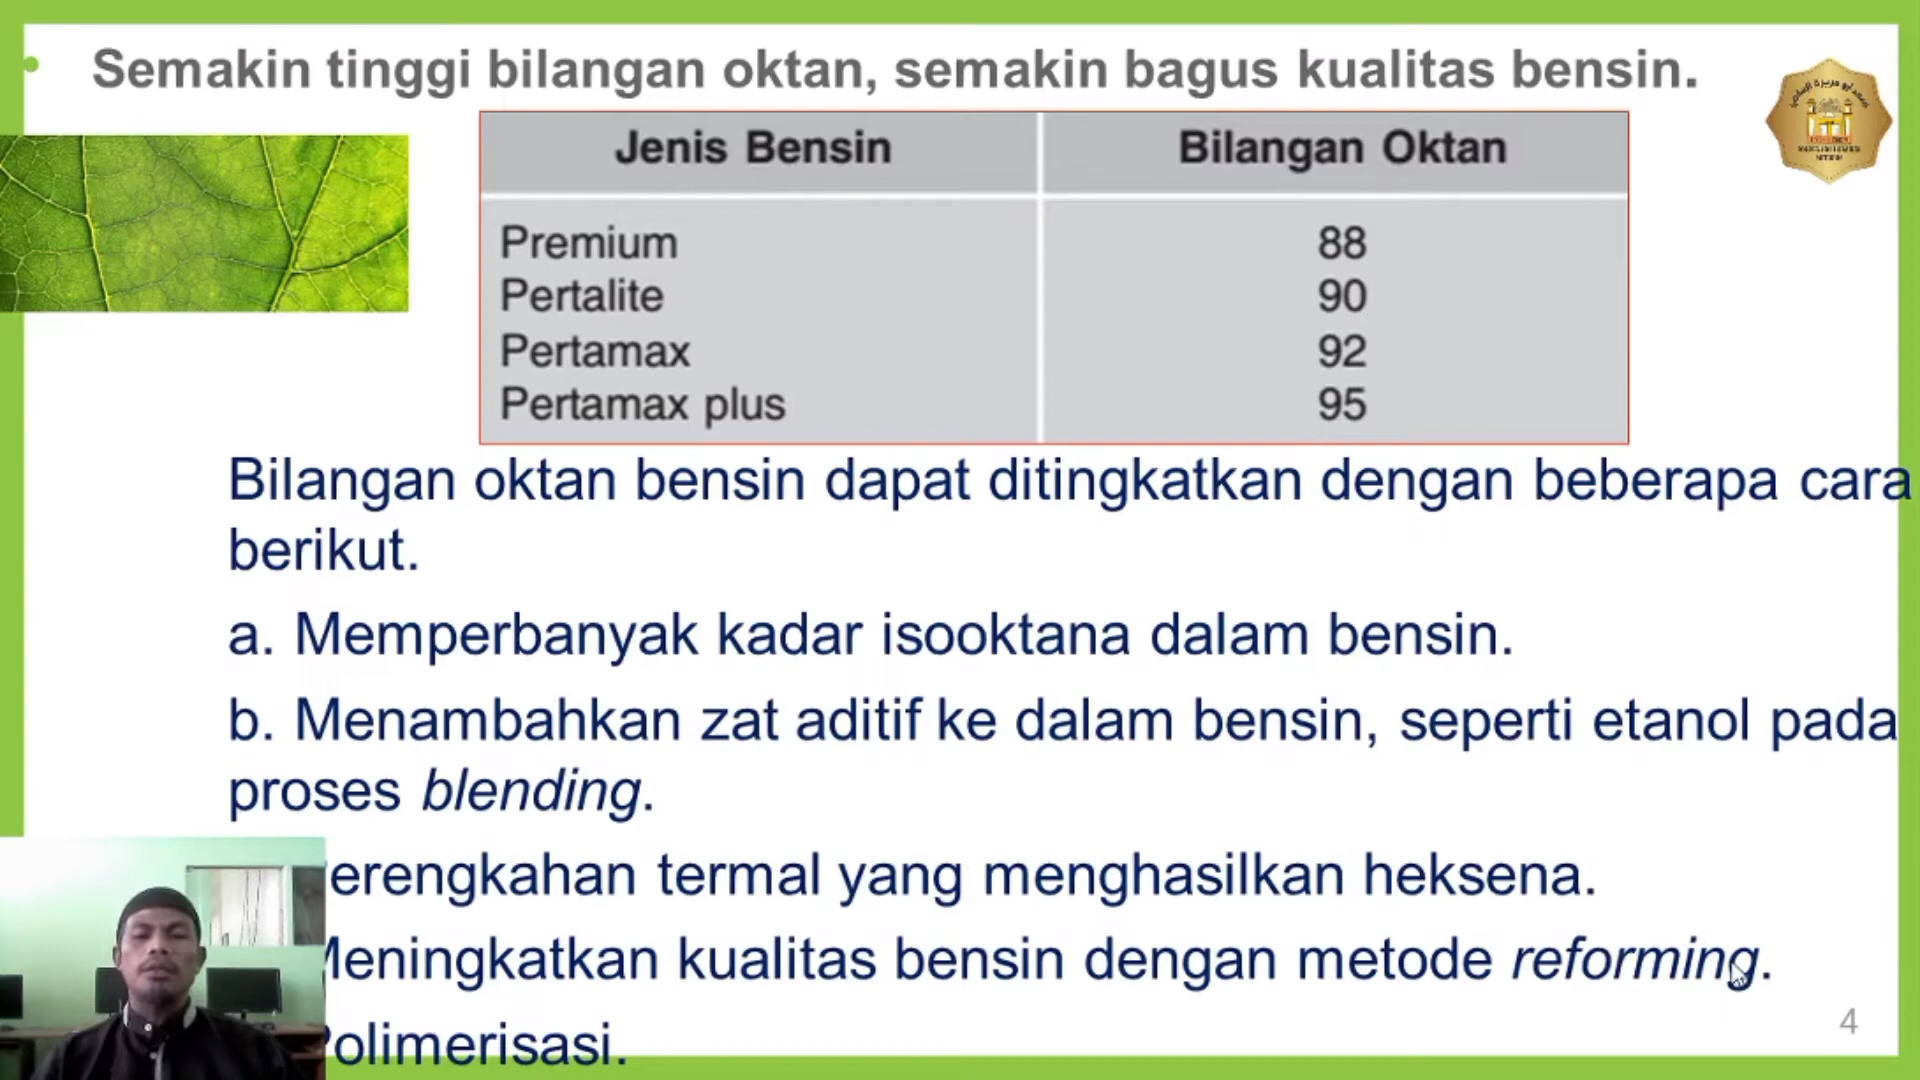 Semakin tinggi bilangan oktan, semakin bagus kualitas bensin.
Jenis Bensin Bilangan Oktan
Premium 88
Pertalite 90
Pertamax 92
Pertamax plus 95
Bilangan oktan bensin dapat ditingkatkan dengan beberapa cara
berikut.
a. Memperbanyak kadar isooktana dalam bensin.
b. Menambahkan zat aditif ke dalam bensin, seperti etanol pada
proses blending.
erengkahan termal yang menghasilkan heksena.
Meningkatkan kualitas bensin dengan metode reforming.
Polimerisasi.
4